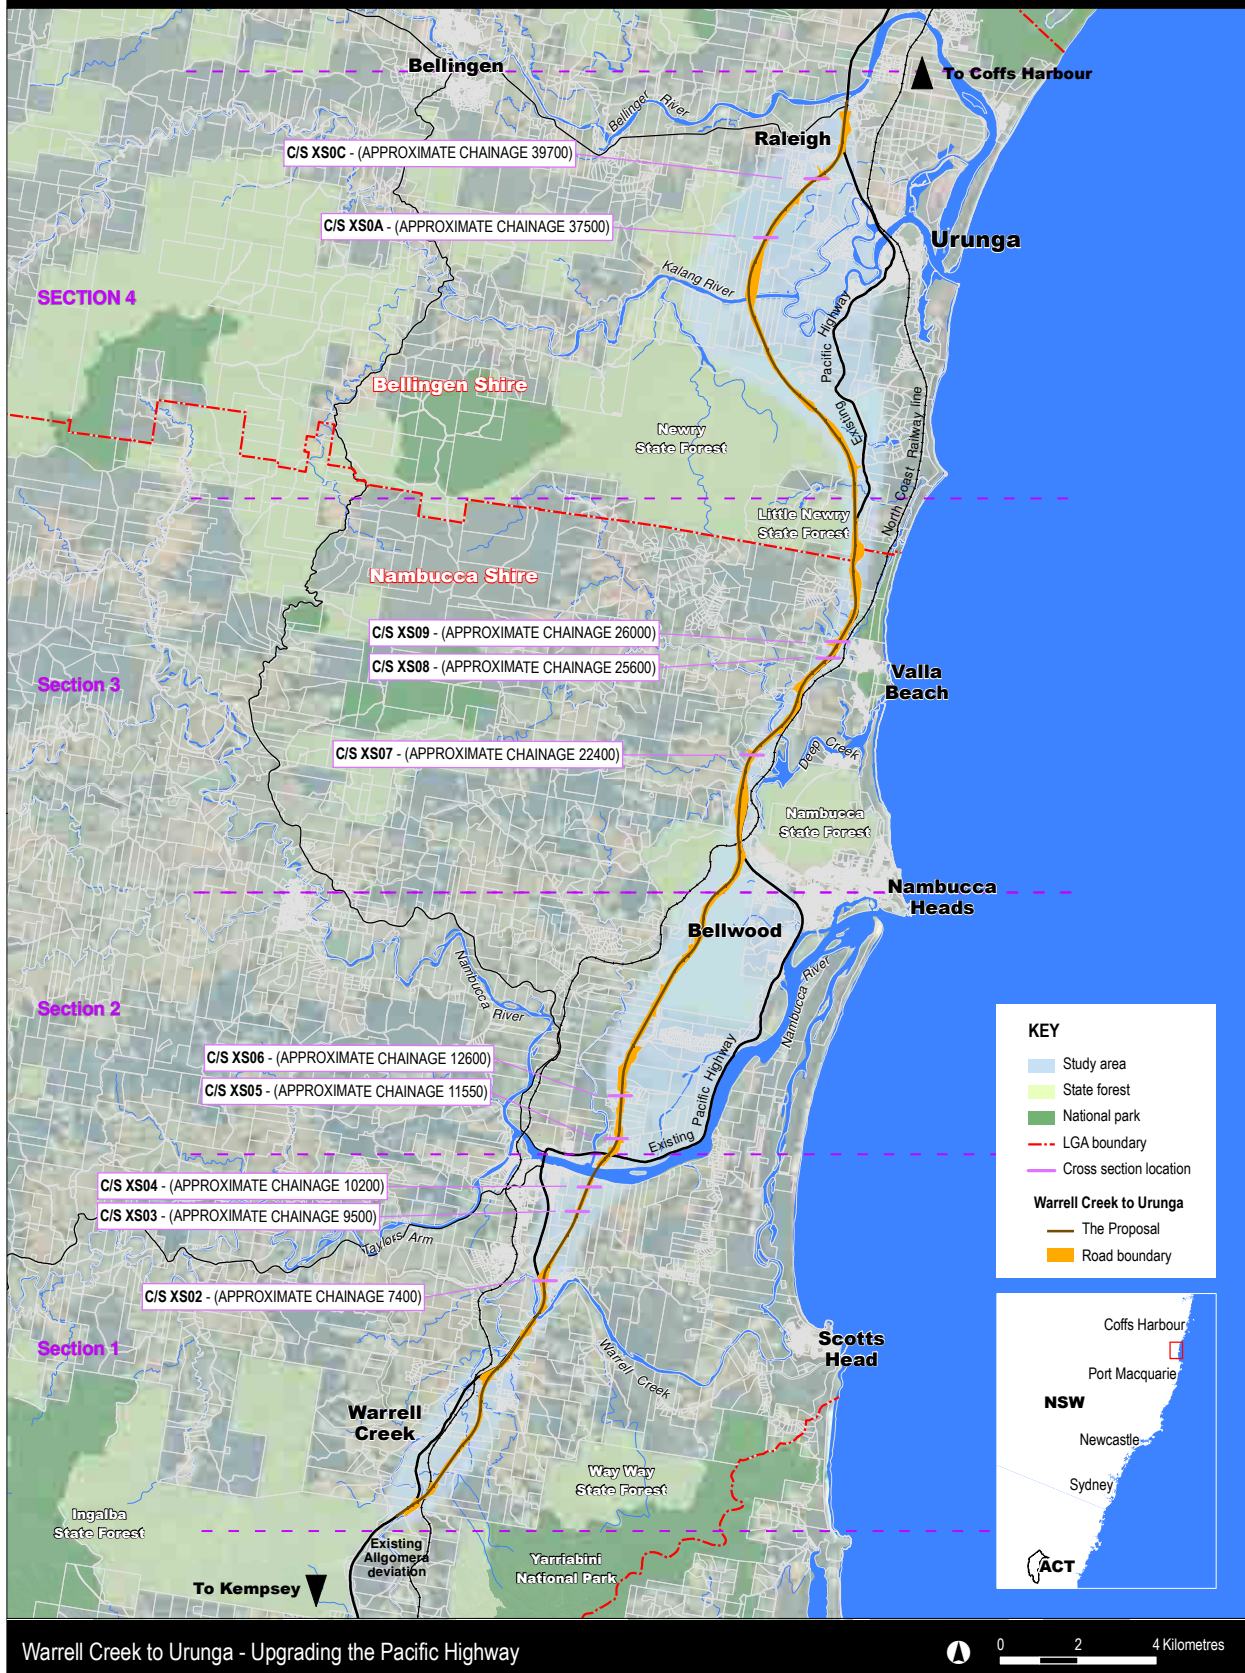 Bellingen
To Coffs Harbour
Bellinger
River
Raleigh
C/S XS0C - (APPROXIMATE CHAINAGE 39700)
C/S XS0A - (APPROXIMATE CHAINAGE 37500)
Urunga
Kalang River
SECTION 4
Pacific Highway
Existing
Bellingen Shire
North Coast Railway line
Newry
State Forest
Little Newry
State Forest
Nambucca Shire
C/S XS09 - (APPROXIMATE CHAINAGE 26000)
C/S XS08 - (APPROXIMATE CHAINAGE 25600)
Section 3
Valla
Beach
C/S XS07 - (APPROXIMATE CHAINAGE 22400)
Deep Creek
Nambucca
State Forest
Nambucca
Heads
Bellwood
Nambucca
River
Nambucca River
Section 2
C/S XS06 - (APPROXIMATE CHAINAGE 12600)
C/S XS05 - (APPROXIMATE CHAINAGE 11550)
Existing Pacific Highway
C/S XS04 - (APPROXIMATE CHAINAGE 10200)
C/S XS03 - (APPROXIMATE CHAINAGE 9500)
Taylors Arm
C/S XS02 - (APPROXIMATE CHAINAGE 7400)
Section 1
Warrell Creek
Scotts
Head
Warrell
Creek
Way Way
State Forest
Ingalba
State Forest
Existing
Allgomera
deviation
Yarriabini
National Park
To Kempsey
KEY
Study area
State forest
National park
LGA boundary
Cross section location
Warrell Creek to Urunga
The Proposal
Road boundary
Coffs Harbour
Port Macquarie
NSW
Newcastle
Sydney
ACT
Warrell Creek to Urunga - Upgrading the Pacific Highway
0 2 4 Kilometres